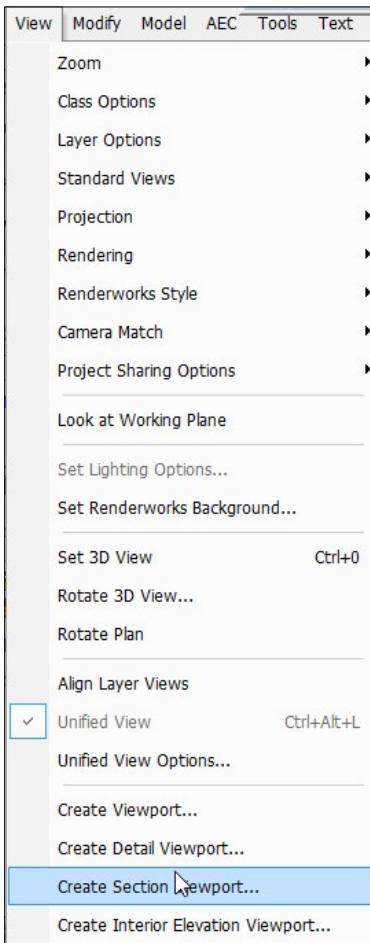 View Modify Model AEC Tools Text
Zoom
Class Options
Layer Options
Standard Views
Projection
Rendering
Renderworks Style
Camera Match
Project Sharing Options
Look at Working Plane
Set Lighting Options...
Set Renderworks Background...
Set 3D View Ctrl+0
Rotate 3D View...
Rotate Plan
Align Layer Views
Unified View Ctrl+Alt+L
Unified View Options...
Create Viewport...
Create Detail Viewport...
Create Section Viewport...
Create Interior Elevation Viewport...